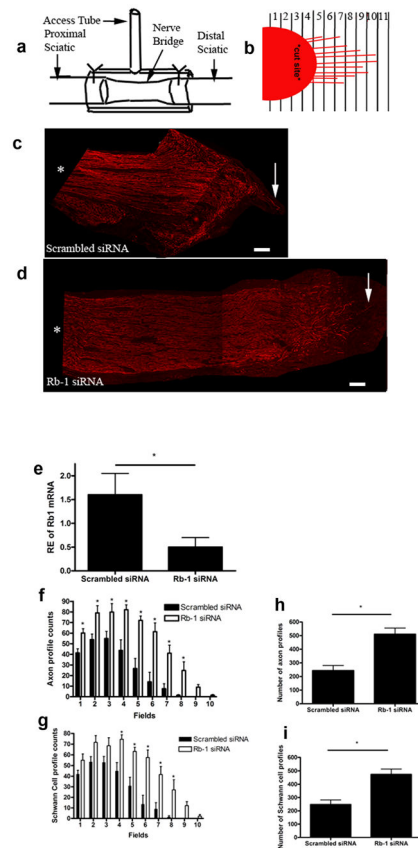 a
Access Tube
Proximal
Sciatic
Nerve
Bridge
Distal
Sciatic
b
1 2 3 4 5 6 7 8 9 10 11
"cut site"
c
*
Scrambled siRNA
d
*
Rb-1 siRNA
e
*
RE of Rb1 mRNA
2.0
1.5
1.0
0.5
0.0
Scrambled siRNA Rb-1 siRNA
f
Axon profile counts
90
80
70
60
50
40
30
20
10
0
Scrambled siRNA
Rb-1 siRNA
* * * * * * * *
1 2 3 4 5 6 7 8 9 10
Fields
g
Schwann Cell profile counts
80
70
60
50
40
30
20
10
0
Scrambled siRNA
Rb-1 siRNA
* * * * *
1 2 3 4 5 6 7 8 9 10
Fields
h
*
Number of axon profiles
600
500
400
300
200
100
0
Scrambled siRNA Rb-1 siRNA
i
*
Number of Schwann cell profiles
600
500
400
300
200
100
0
Scrambled siRNA Rb-1 siRNA